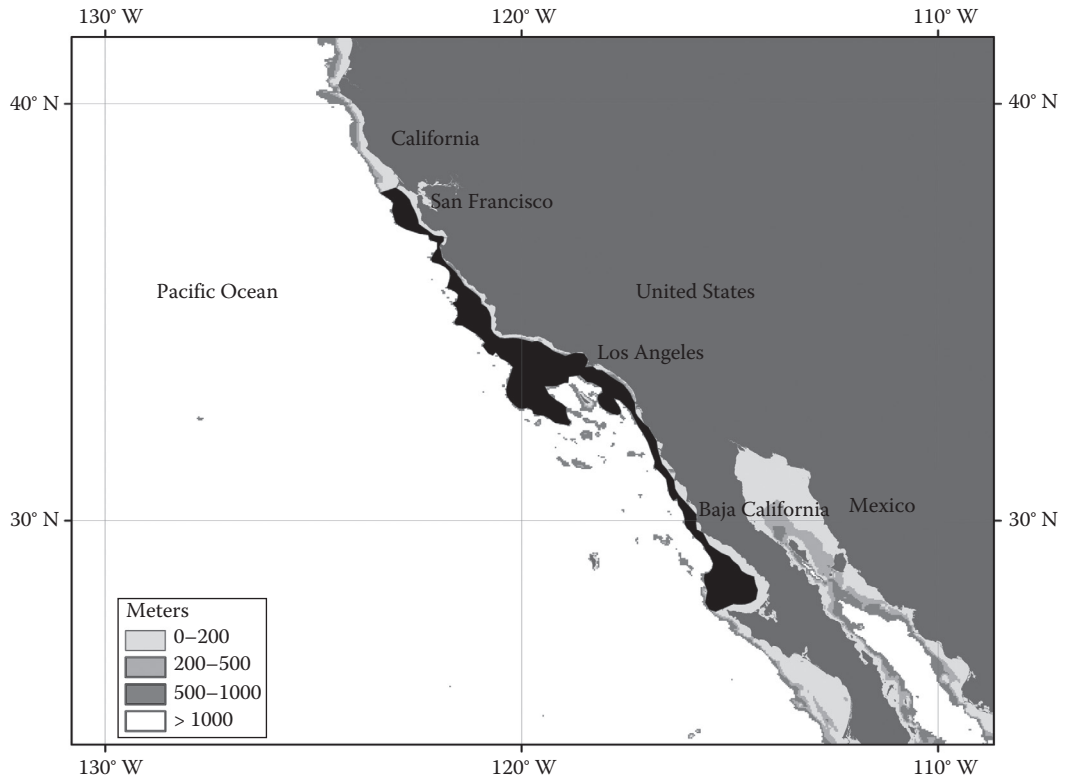 130° W
120° W
110° W
40° N
40° N
California
San Francisco
Pacific Ocean
United States
Los Angeles
Baja California
Mexico
30° N
30° N
Meters
0–200
200–500
500–1000
> 1000
130° W
120° W
110° W